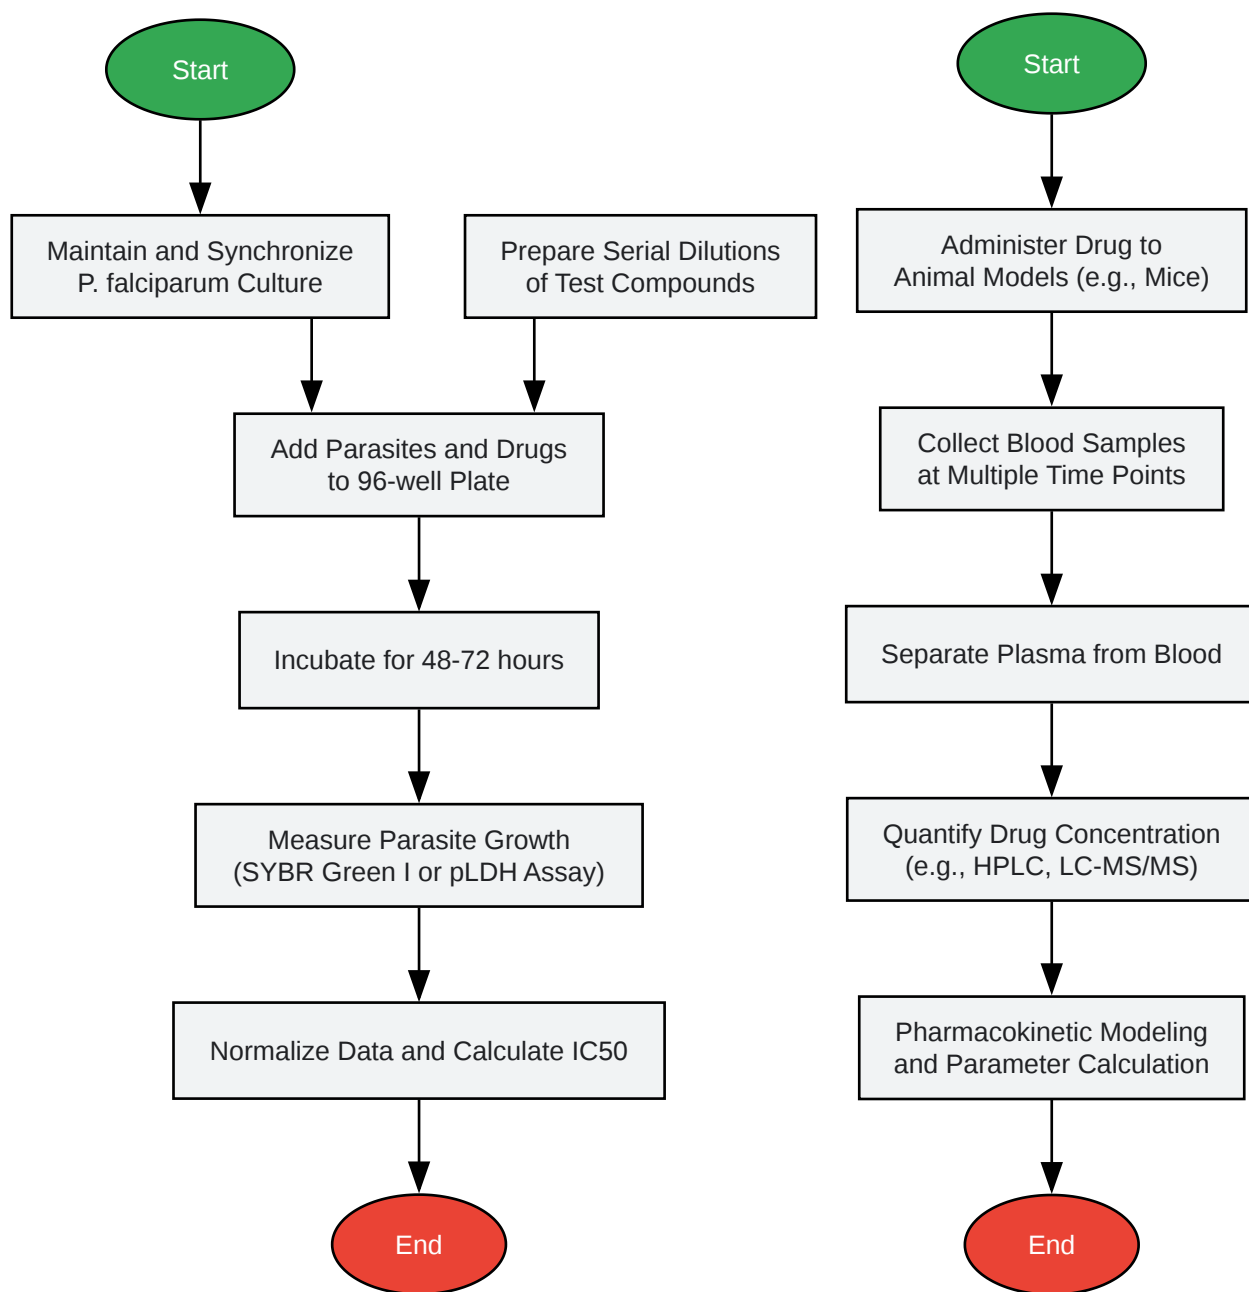 Start
Maintain and Synchronize
P. falciparum Culture
Prepare Serial Dilutions
of Test Compounds
Add Parasites and Drugs
to 96-well Plate
Incubate for 48-72 hours
Measure Parasite Growth
(SYBR Green I or pLDH Assay)
Normalize Data and Calculate IC50
End
Start
Administer Drug to
Animal Models (e.g., Mice)
Collect Blood Samples
at Multiple Time Points
Separate Plasma from Blood
Quantify Drug Concentration
(e.g., HPLC, LC-MS/MS)
Pharmacokinetic Modeling
and Parameter Calculation
End